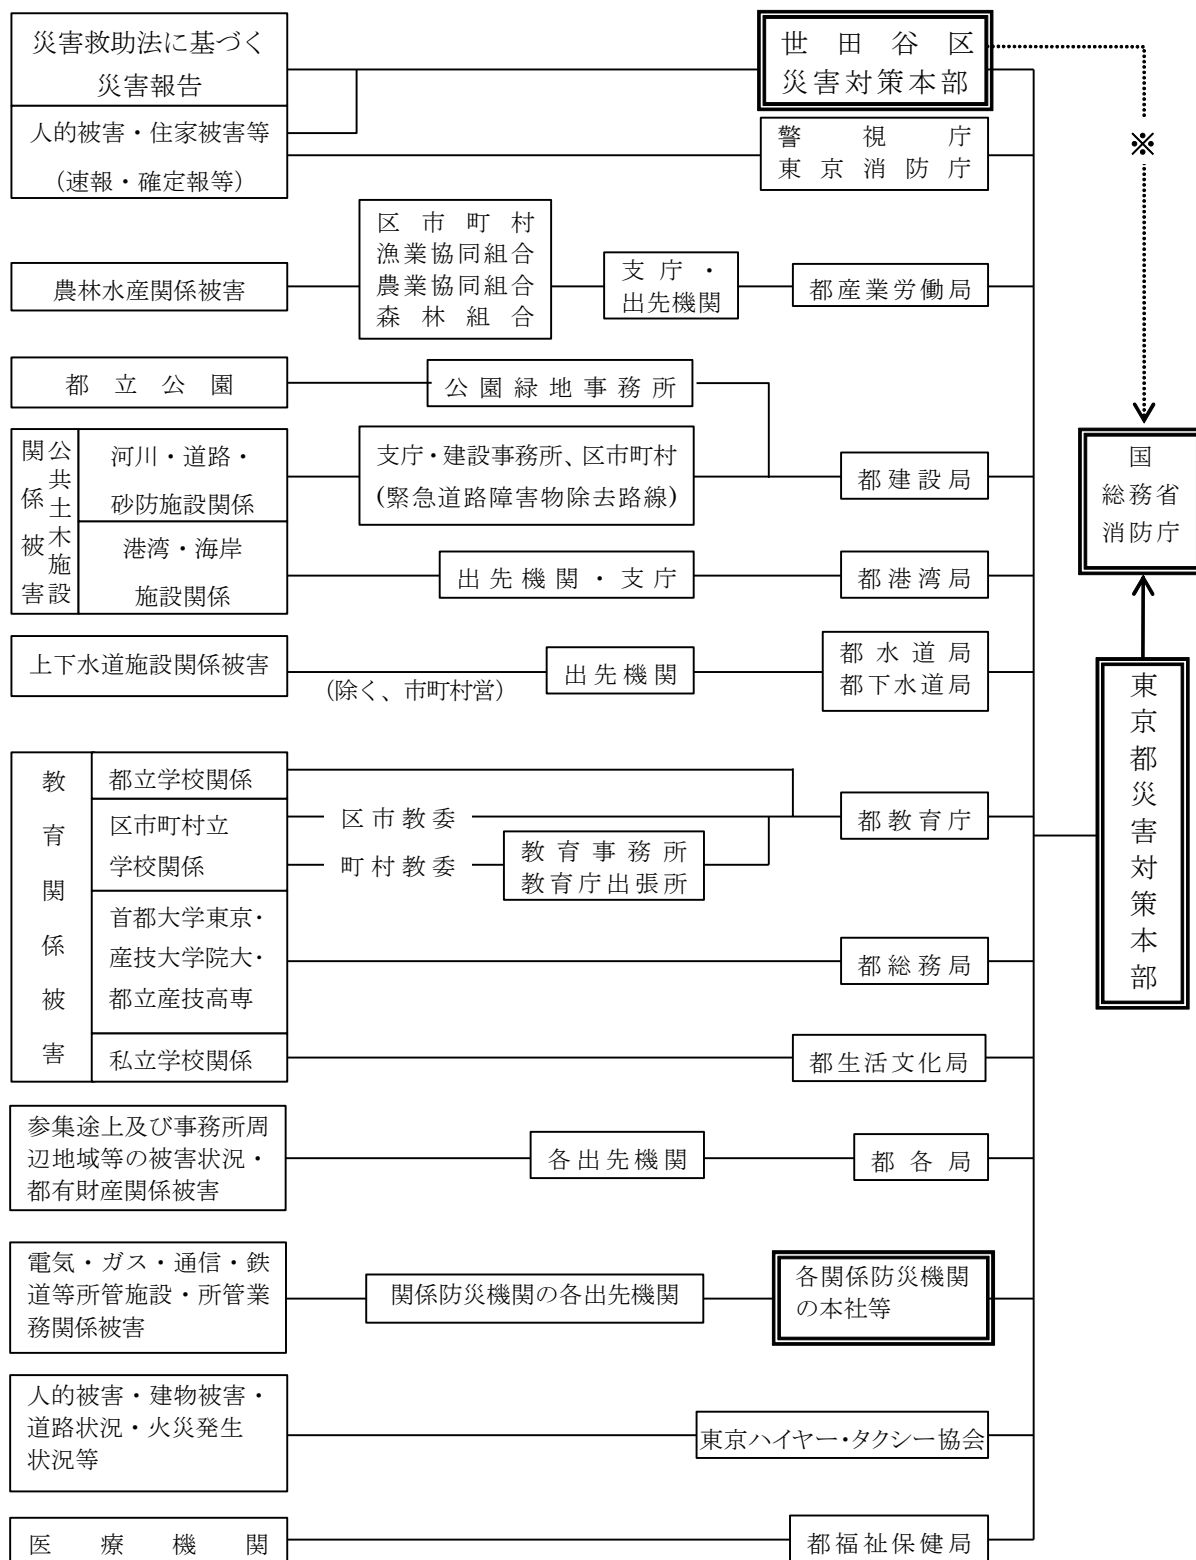 災害救助法に基づく
災害報告
世田谷区
災害対策本部
人的被害・住家被害等
(速報・確定報等)
警視庁
東京消防庁
※
農林水産関係被害
区市町村
漁業協同組合
農業協同組合
森林組合
支庁・
出先機関
都産業労働局
都立公園
公園緑地事務所
公共土木施設
関係被害
河川・道路・
砂防施設関係
支庁・建設事務所、区市町村
(緊急道路障害物除去路線)
都建設局
国
総務省
消防庁
港湾・海岸
施設関係
出先機関・支庁
都港湾局
上下水道施設関係被害
(除く、市町村営)
出先機関
都水道局
都下水道局
東京都災害対策本部
教育関係被害
都立学校関係
区市町村立
学校関係
区市教委
町村教委
教育事務所
教育庁出張所
都教育庁
首都大学東京・
産技大学院大・
都立産技高専
都総務局
私立学校関係
都生活文化局
参集途上及び事務所周
辺地域等の被害状況・
都有財産関係被害
各出先機関
都各局
電気・ガス・通信・鉄
道等所管施設・所管業
務関係被害
関係防災機関の各出先機関
各関係防災機関
の本社等
人的被害・建物被害・
道路状況・火災発生
状況等
東京ハイヤー・タクシー協会
医療機関
都福祉保健局